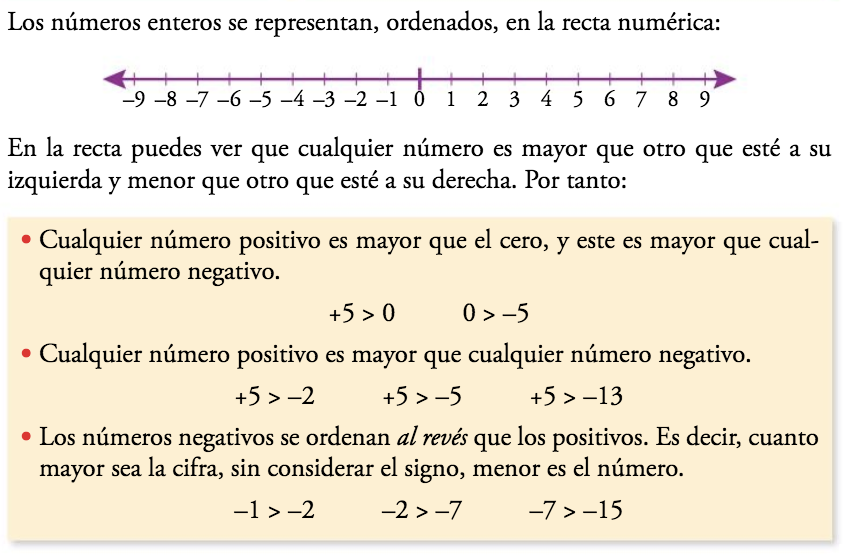 Los números enteros se representan, ordenados, en la recta numérica:
–9 –8 –7 –6 –5 –4 –3 –2 –1 0 1 2 3 4 5 6 7 8 9
En la recta puedes ver que cualquier número es mayor que otro que esté a su
izquierda y menor que otro que esté a su derecha. Por tanto:
• Cualquier número positivo es mayor que el cero, y este es mayor que cual-
quier número negativo.
+5 > 0 0 > –5
• Cualquier número positivo es mayor que cualquier número negativo.
+5 > –2 +5 > –5 +5 > –13
• Los números negativos se ordenan al revés que los positivos. Es decir, cuanto
mayor sea la cifra, sin considerar el signo, menor es el número.
–1 > –2 –2 > –7 –7 > –15